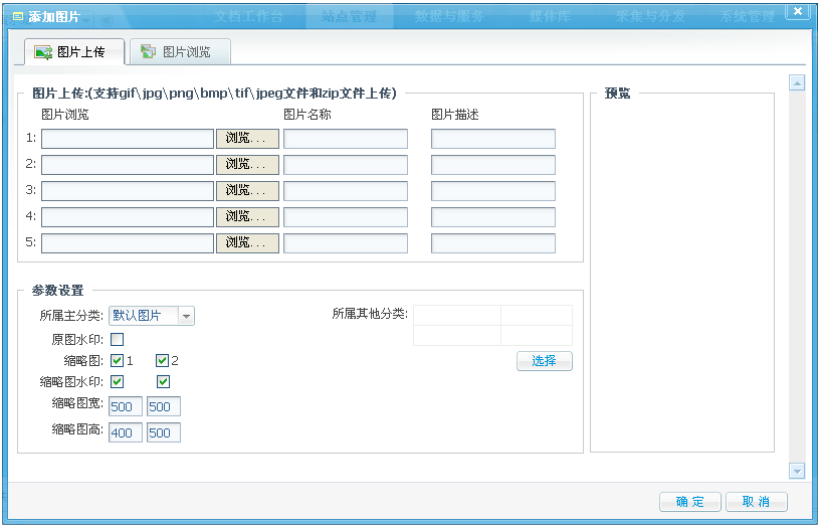 添加图片
文档工作台 站点管理 数据与服务 媒体库 采集与分发 系统管理
图片上传 图片浏览
图片上传:(支持gif\jpg\png\bmp\tif\jpeg文件和zip文件上传) 预览
图片浏览 图片名称 图片描述
1: 浏览...
2: 浏览...
3: 浏览...
4: 浏览...
5: 浏览...
参数设置
所属主分类: 默认图片 所属其他分类:
原图水印:
缩略图: 1 2
选择
缩略图水印:
缩略图宽: 500 500
缩略图高: 400 500
确定 取消